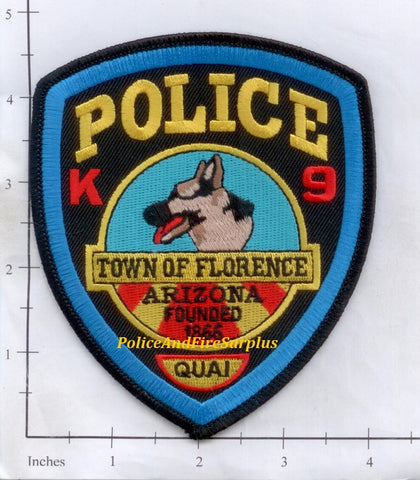 POLICE
K 9
TOWN OF FLORENCE
ARIZONA
FOUNDED
1866
PoliceAndFireSurplus
QUAI
5
4
3
2
1
Inches 1 2 3 4